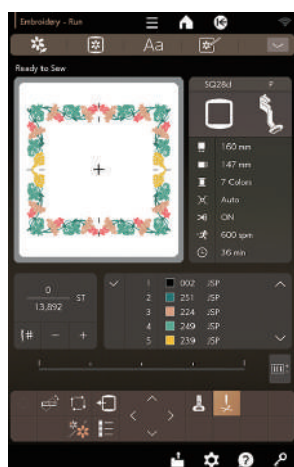 Embroidery - Run
Aa
Ready to Sew
SQ28d P
160 mm
147 mm
7 Colors
Auto
ON
600 spm
36 min
0
13,892
ST
1 002 JSP
2 251 JSP
3 224 JSP
4 249 JSP
5 239 JSP
#
- +
?